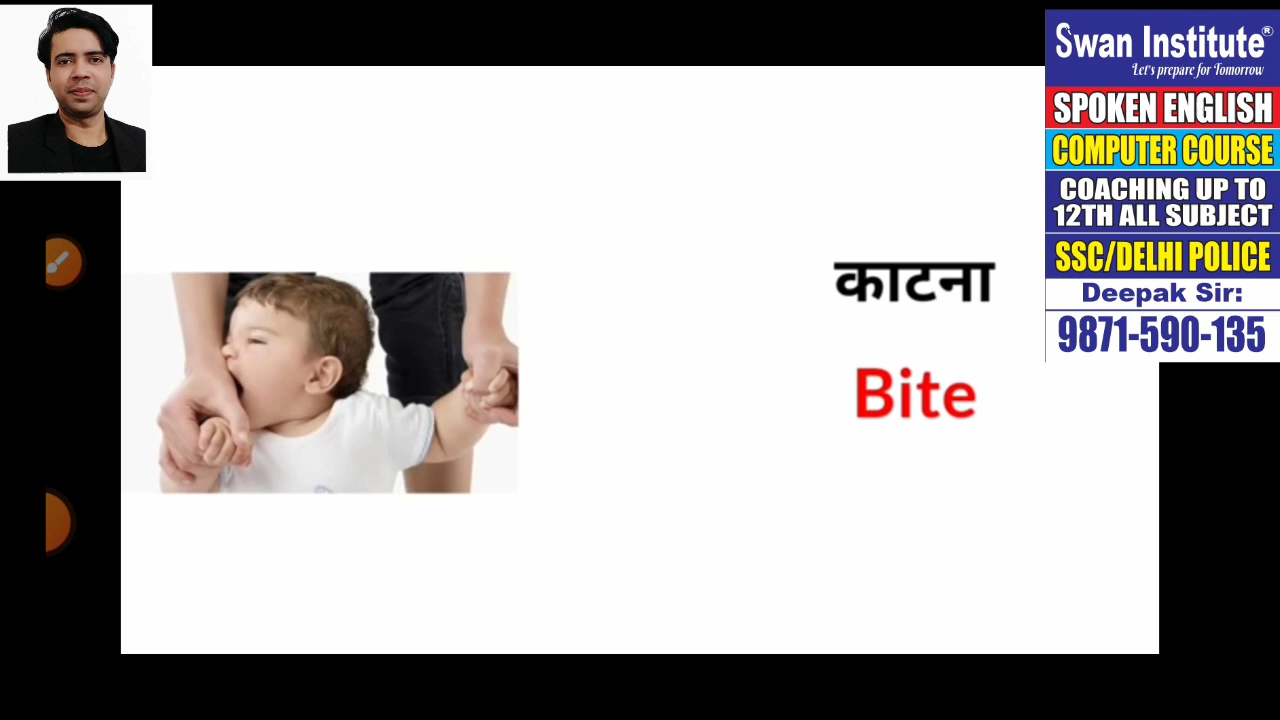 काटना
Bite
Swan Institute®
Let's prepare for Tomorrow
SPOKEN ENGLISH
COMPUTER COURSE
COACHING UP TO
12TH ALL SUBJECT
SSC/DELHI POLICE
Deepak Sir:
9871-590-135